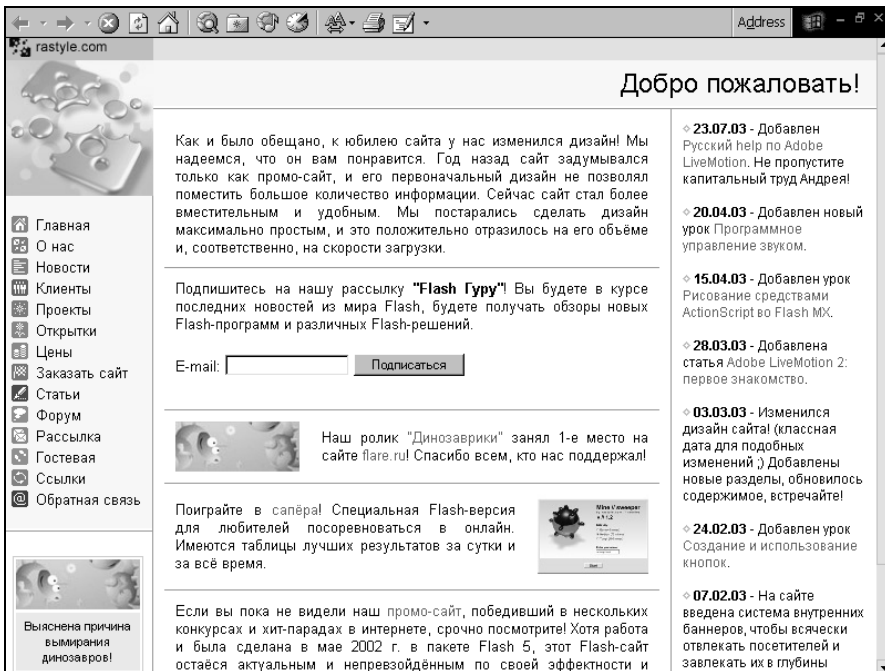 Address
rastyle.com
Добро пожаловать!
Главная
О нас
Новости
Клиенты
Проекты
Открытки
Цены
Заказать сайт
Статьи
Форум
Рассылка
Гостевая
Ссылки
Обратная связь
Выяснена причина
вымирания
динозавров!
Как и было обещано, к юбилею сайта у нас изменился дизайн! Мы
надеемся, что он вам понравится. Год назад сайт задумывался
только как промо-сайт, и его первоначальный дизайн не позволял
поместить большое количество информации. Сейчас сайт стал более
вместительным и удобным. Мы постарались сделать дизайн
максимально простым, и это положительно отразилось на его объёме
и, соответственно, на скорости загрузки.
Подпишитесь на нашу рассылку "Flash Гуру"! Вы будете в курсе
последних новостей из мира Flash, будете получать обзоры новых
Flash-программ и различных Flash-решений.
E-mail: Подписаться
Наш ролик "Динозаврики" занял 1-е место на
сайте flare.ru! Спасибо всем, кто нас поддержал!
Поиграйте в сапёра! Специальная Flash-версия
для любителей посоревноваться в онлайн.
Имеются таблицы лучших результатов за сутки и
за всё время.
Если вы пока не видели наш промо-сайт, победивший в нескольких
конкурсах и хит-парадах в интернете, срочно посмотрите! Хотя работа
и была сделана в мае 2002 г. в пакете Flash 5, этот Flash-сайт
остаёся актуальным и непревзойдённым по своей эффектности и
23.07.03 - Добавлен
Русский help по Adobe
LiveMotion. Не пропустите
капитальный труд Андрея!
20.04.03 - Добавлен новый
урок Программное
управление звуком.
15.04.03 - Добавлен урок
Рисование средствами
ActionScript во Flash MX.
28.03.03 - Добавлена
статья Adobe LiveMotion 2:
первое знакомство.
03.03.03 - Изменился
дизайн сайта! (классная
дата для подобных
изменений ;) Добавлены
новые разделы, обновилось
содержимое, встречайте!
24.02.03 - Добавлен урок
Создание и использование
кнопок.
07.02.03 - На сайте
введена система внутренних
баннеров, чтобы всячески
отвлекать посетителей и
завлекать их в глубины